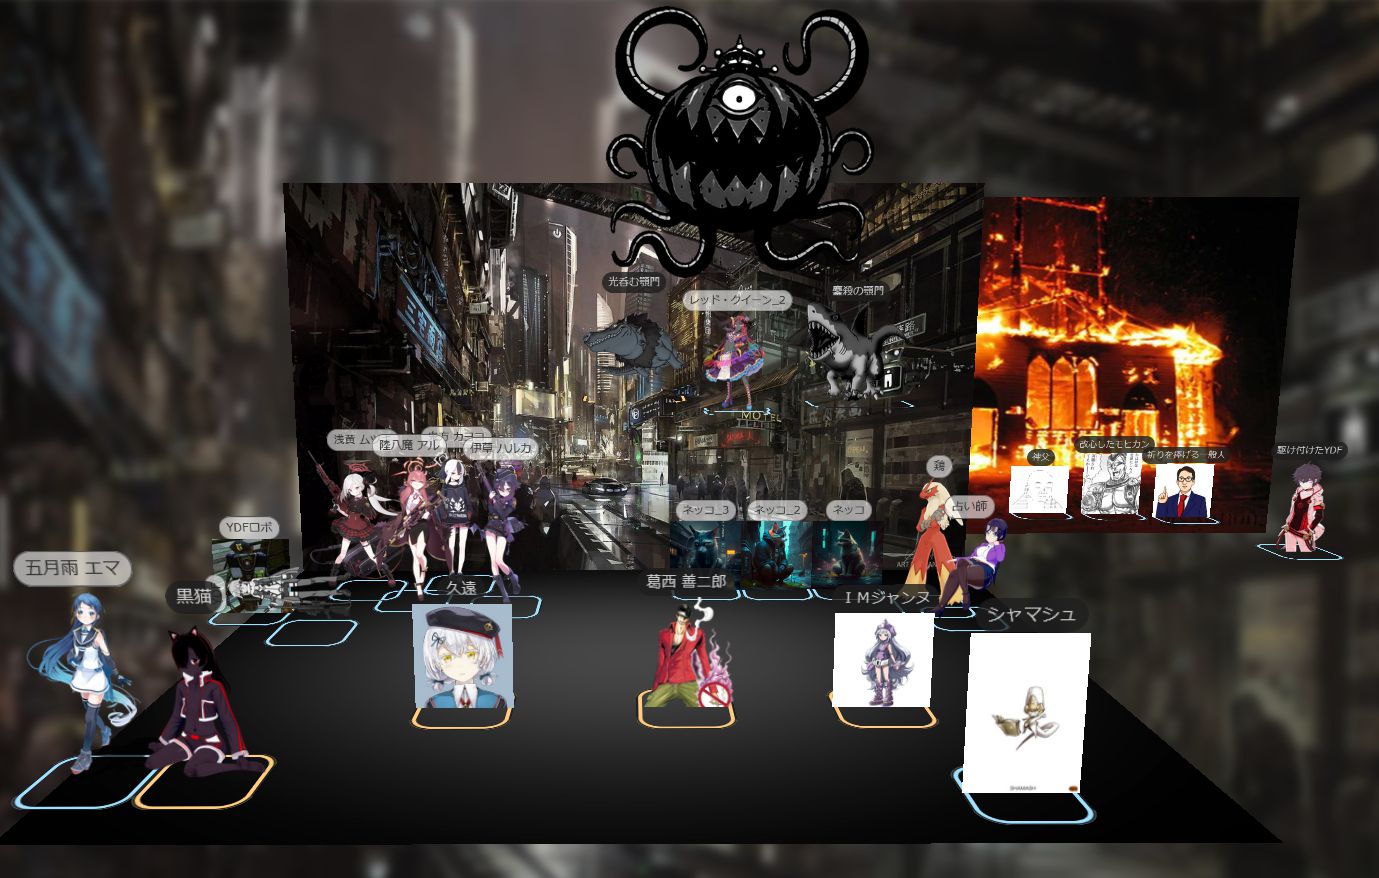 光呑む顎門
レッド・クイーン_2
鏖殺の顎門
浅黄 ム
陸八魔 アル
カヨ
伊草 ハルカ
鶏
占い師
神父
改心したモヒカン
祈りを捧げる一般人
駆け付けたYDF
YDFロボ
ネッコ_3
ネッコ_2
ネッコ
五月雨 エマ
黒猫
久遠
葛西 善二郎
ＩＭジャンヌ
シャマシュ
MOTEL
SHAMASH